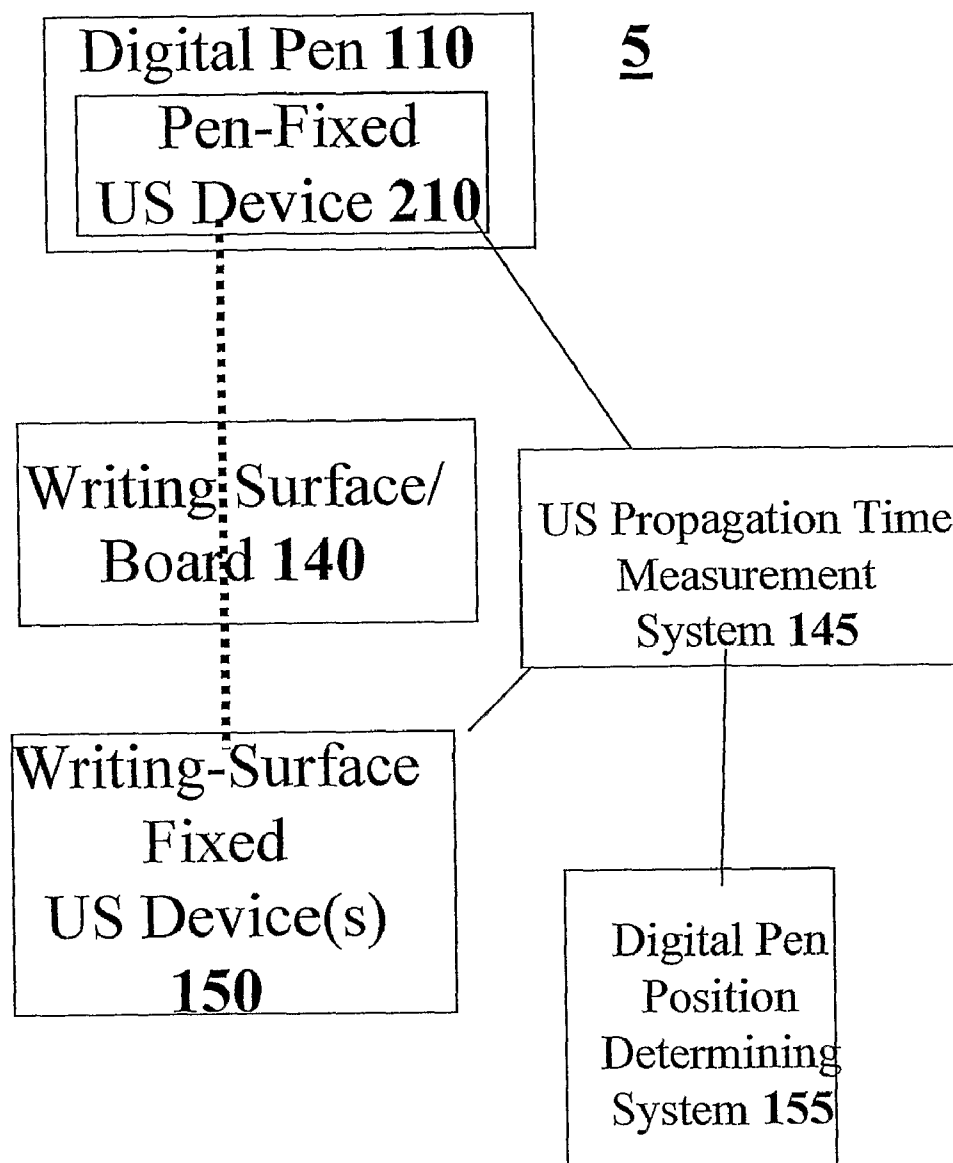 Digital Pen 110
5
Pen-Fixed
US Device 210
Writing Surface/
Board 140
US Propagation Time
Measurement
System 145
Writing-Surface
Fixed
US Device(s)
150
Digital Pen
Position
Determining
System 155